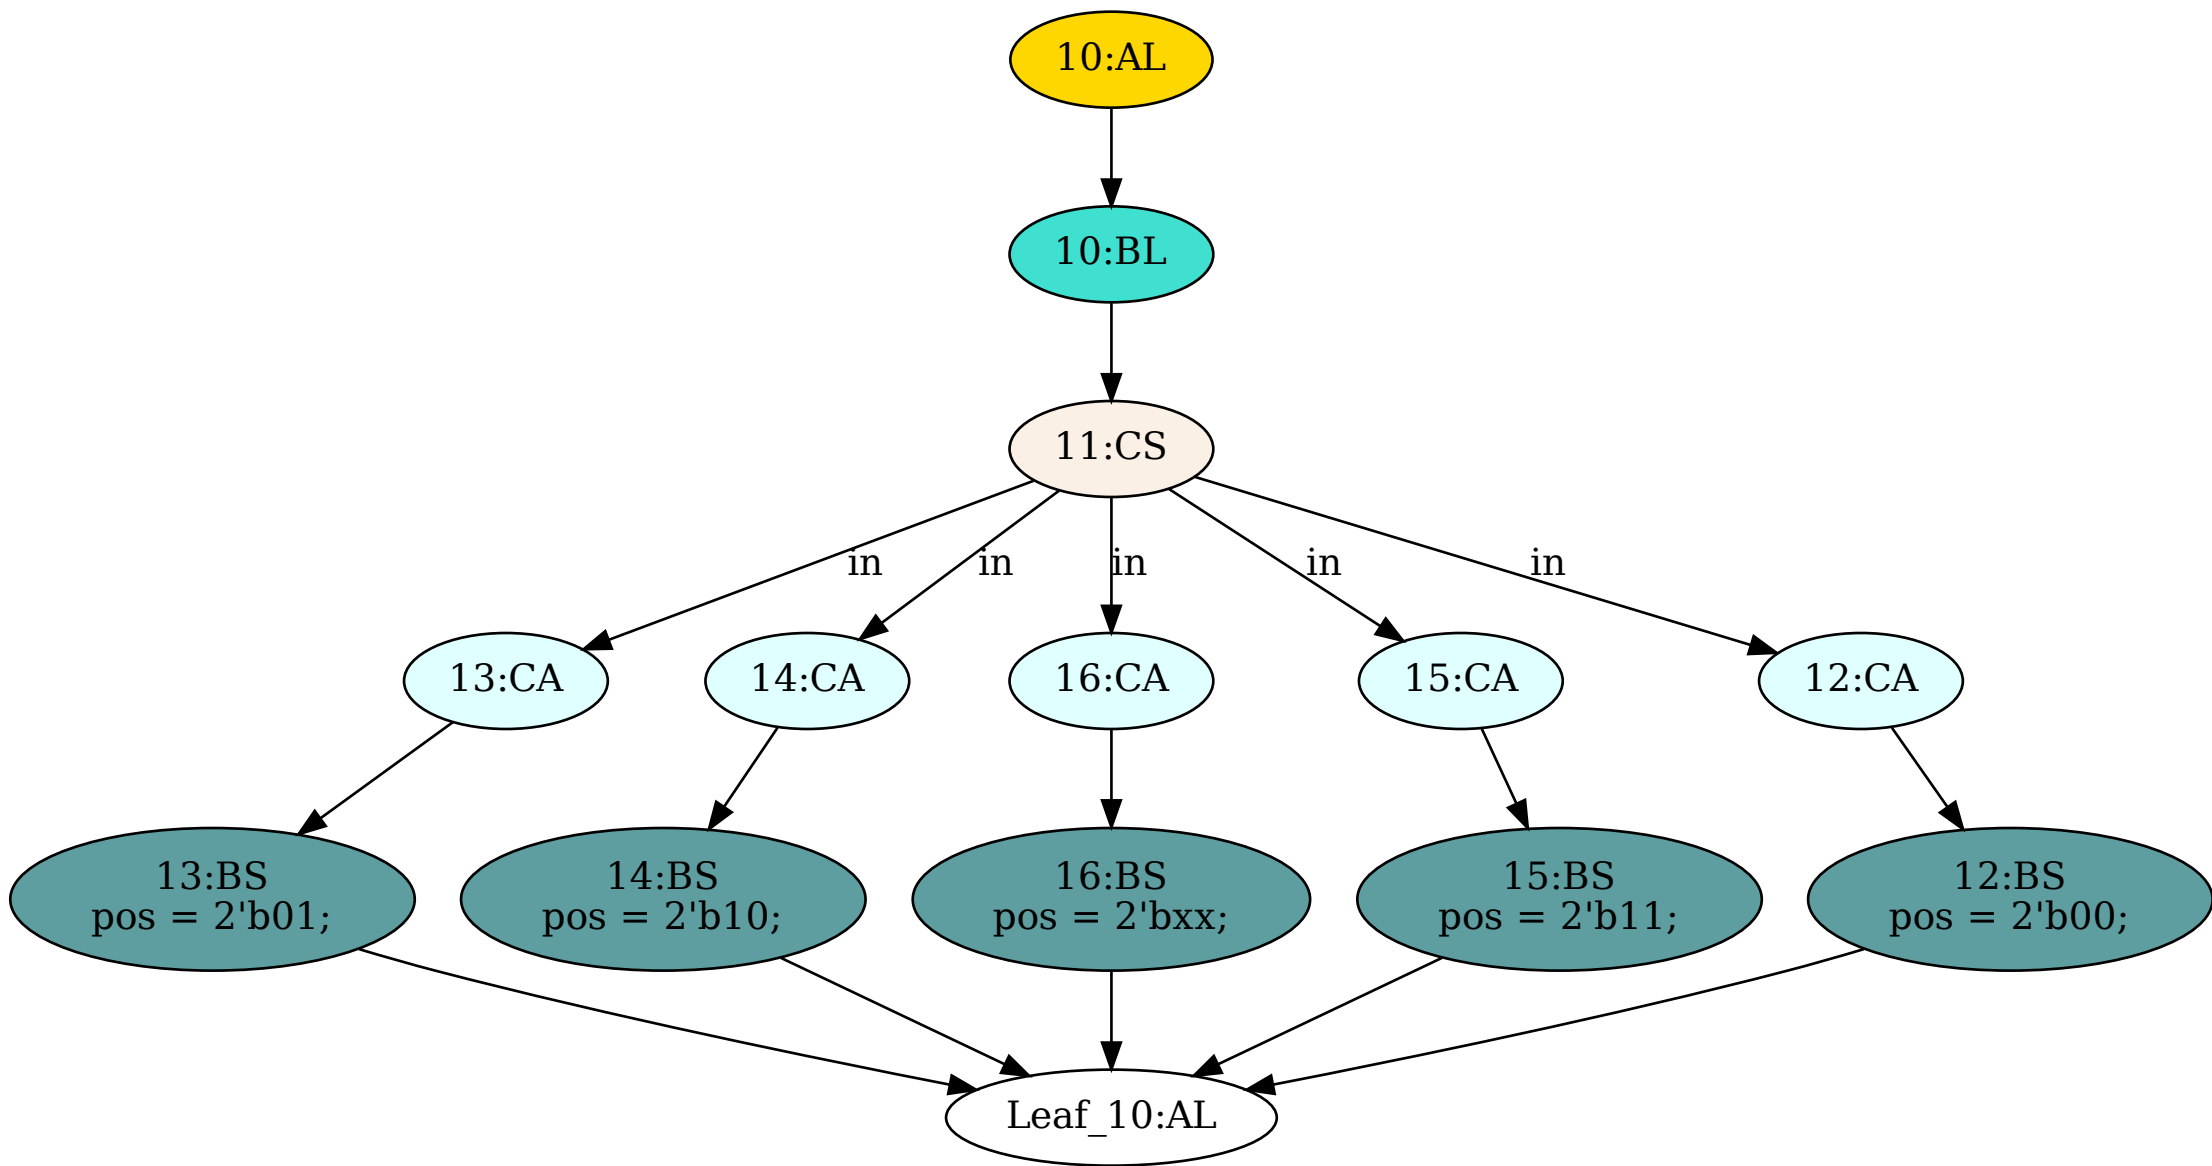 10:AL
10:BL
11:CS
in
in
in
in
in
13:CA
14:CA
16:CA
15:CA
12:CA
13:BS
pos = 2'b01;
14:BS
pos = 2'b10;
16:BS
pos = 2'bxx;
15:BS
pos = 2'b11;
12:BS
pos = 2'b00;
Leaf_10:AL